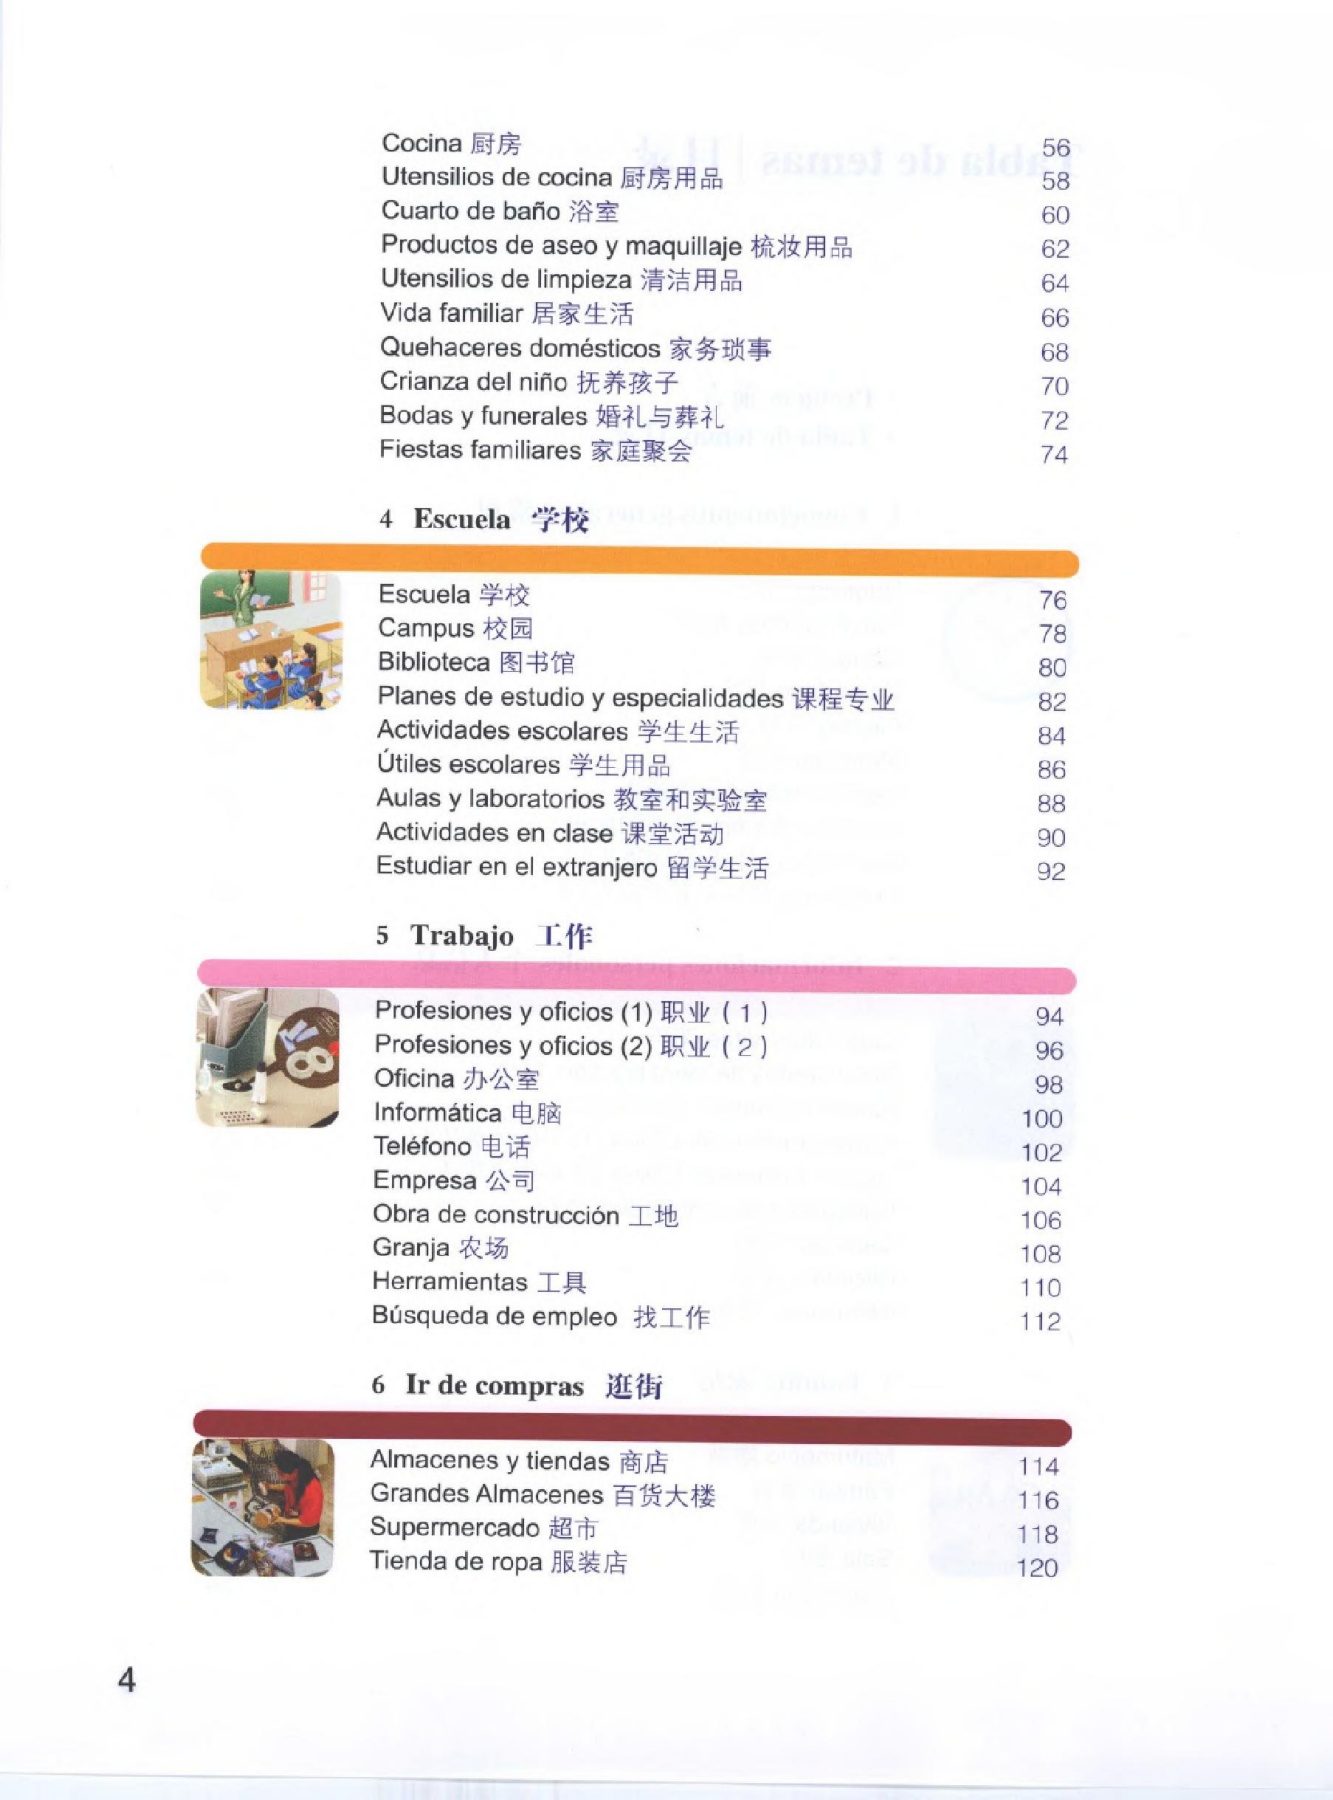 Cocina 厨房 56
Utensilios de cocina 厨房用品 58
Cuarto de baño 浴室 60
Productos de aseo y maquillaje 梳妆用品 62
Utensilios de limpieza 清洁用品 64
Vida familiar 居家生活 66
Quehaceres domésticos 家务琐事 68
Crianza del niño 抚养孩子 70
Bodas y funerales 婚礼与葬礼 72
Fiestas familiares 家庭聚会 74
4 Escuela 学校
Escuela 学校 76
Campus 校园 78
Biblioteca 图书馆 80
Planes de estudio y especialidades 课程专业 82
Actividades escolares 学生生活 84
Útiles escolares 学生用品 86
Aulas y laboratorios 教室和实验室 88
Actividades en clase 课堂活动 90
Estudiar en el extranjero 留学生活 92
5 Trabajo 工作
Profesiones y oficios (1) 职业（1） 94
Profesiones y oficios (2) 职业（2） 96
Oficina 办公室 98
Informática 电脑 100
Teléfono 电话 102
Empresa 公司 104
Obra de construcción 工地 106
Granja 农场 108
Herramientas 工具 110
Búsqueda de empleo 找工作 112
6 Ir de compras 逛街
Almacenes y tiendas 商店 114
Grandes Almacenes 百货大楼 116
Supermercado 超市 118
Tienda de ropa 服装店 120
4